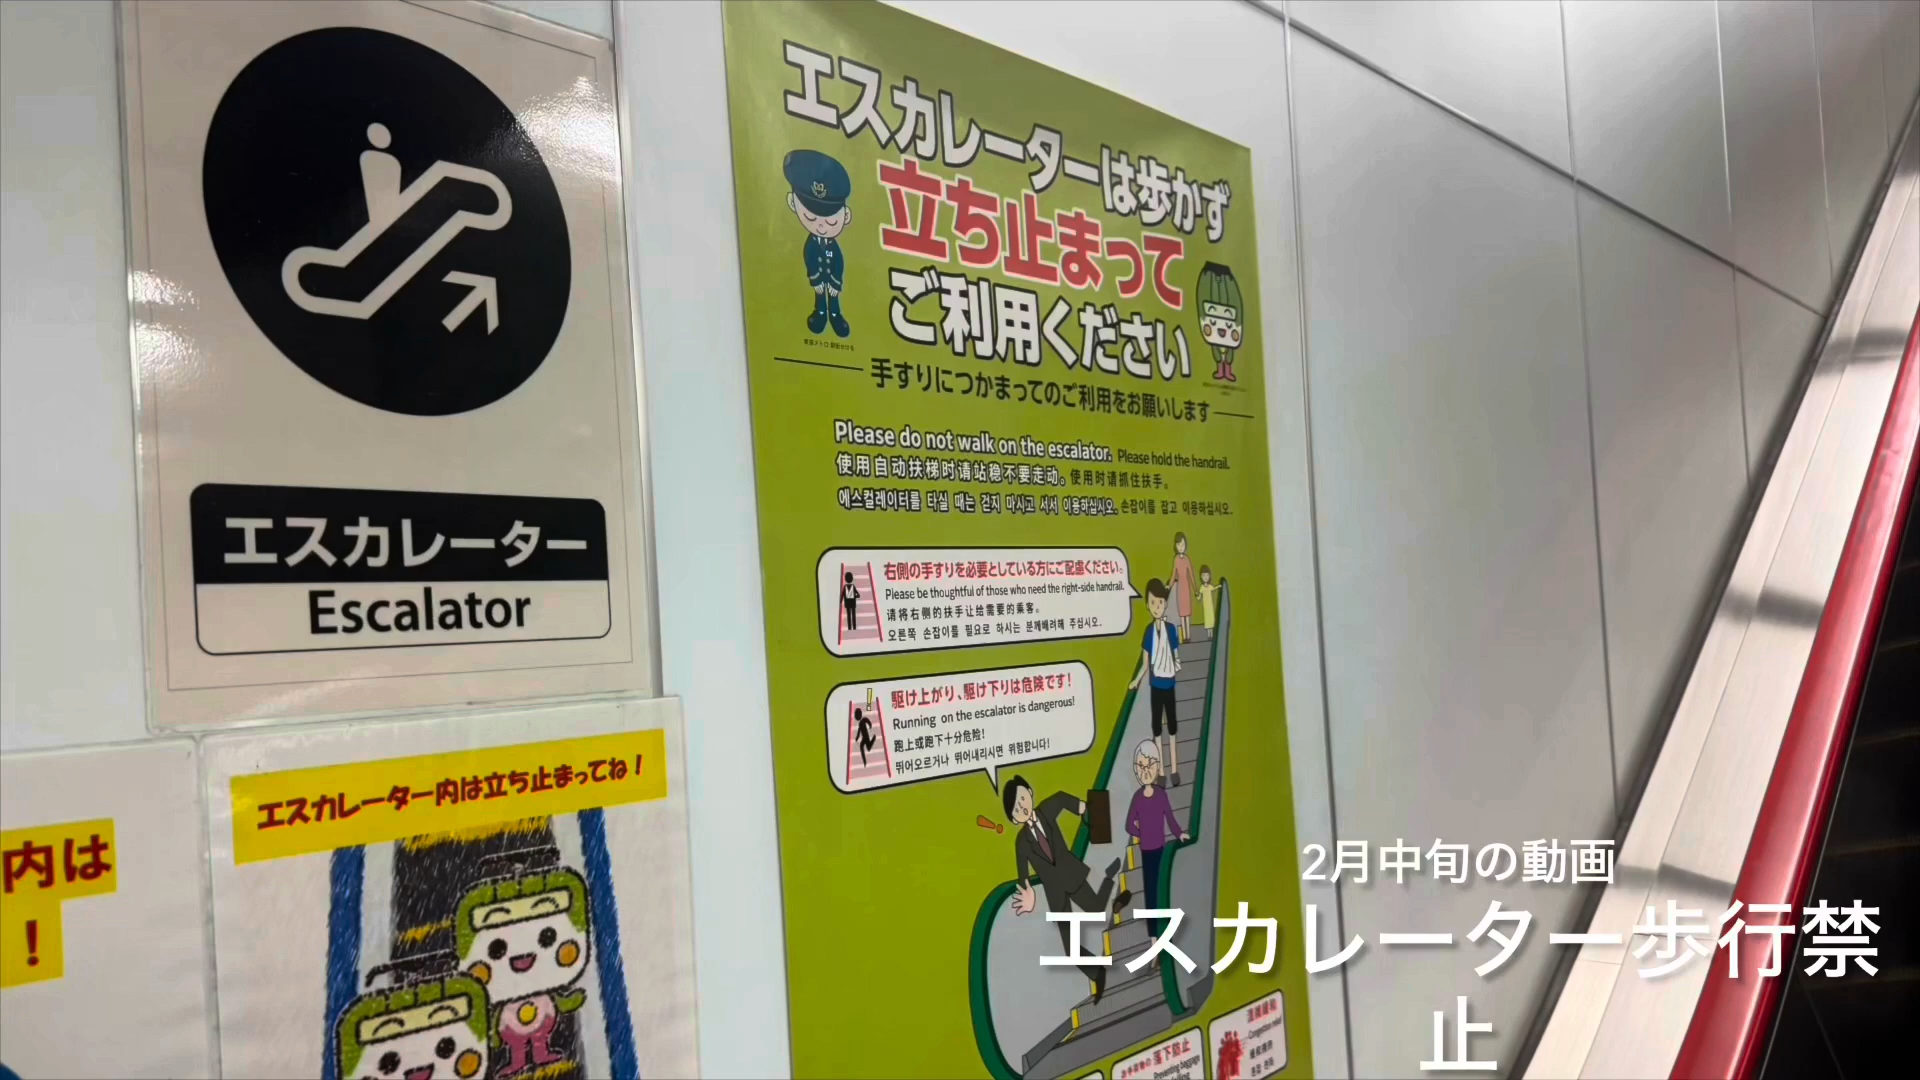 エスカレーター
Escalator
エスカレーターは歩かず
立ち止まって
ご利用ください
手すりにつかまってのご利用をお願いします
Please do not walk on the escalator. Please hold the handrail.
使用自动扶梯时请站稳不要走动。使用时请抓住扶手。
에스컬레이터를 타실 때는 걷지 마시고 서서 이용하십시오. 손잡이를 잡고 이용하십시오.
右側の手すりを必要としている方にご配慮ください。
Please be thoughtful of those who need the right-side handrail.
请将右侧的扶手让给需要的乘客。
오른쪽 손잡이를 필요로 하시는 분께배려해 주십시오.
駆け上がり、駆け下りは危険です!
Running on the escalator is dangerous!
跑上或跑下十分危险!
뛰어오르거나 뛰어내리시면 위험합니다!
エスカレーター内は立ち止まってね!
内は
!
落下防止
Preventing baggage
混雑緩和
2月中旬の動画
エスカレーター歩行禁
止